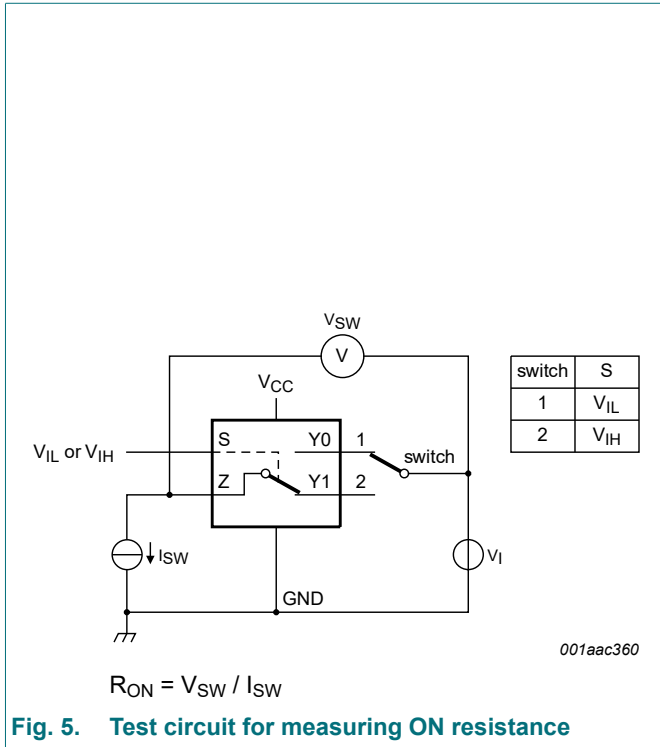 VSW
V
VCC
switch S
1 VIL
2 VIH
S Y0 1
VIL or VIH
switch
Z Y1 2
ISW
VI
GND
001aac360
RON = VSW / ISW
Fig. 5. Test circuit for measuring ON resistance